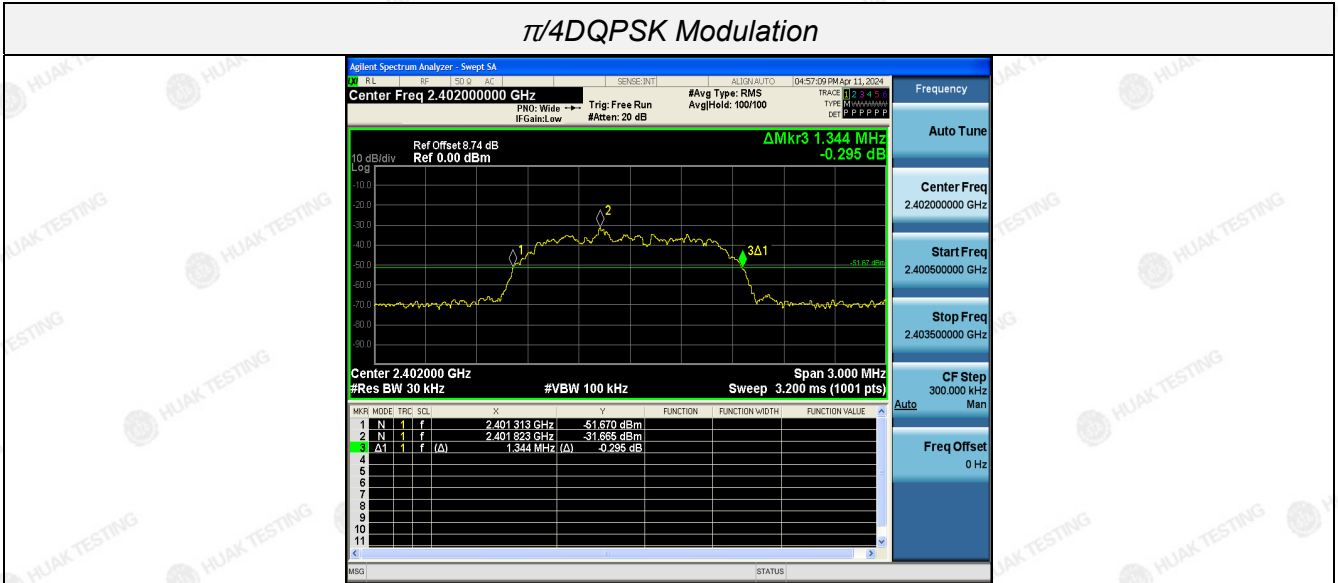 π/4DQPSK Modulation
Agilent Spectrum Analyzer - Swept SA
LXI RL RF 50 Ω AC SENSE:INT ALIGN AUTO 04:57:09 PM Apr 11, 2024
Center Freq 2.402000000 GHz
PNO: Wide
IFGain:Low
Trig: Free Run
#Atten: 20 dB
#Avg Type: RMS
Avg|Hold: 100/100
TRACE 1 2 3 4 5 6
TYPE M WWWWW
DET P P P P P P
Frequency
Auto Tune
Center Freq
2.402000000 GHz
Start Freq
2.400500000 GHz
Stop Freq
2.403500000 GHz
CF Step
300.000 kHz
Auto Man
Freq Offset
0 Hz
ΔMkr3 1.344 MHz
-0.295 dB
Ref Offset 8.74 dB
10 dB/div Ref 0.00 dBm
Log
-10.0
-20.0
-30.0
-40.0
-50.0
-60.0
-70.0
-80.0
-90.0
1
2
3Δ1
-51.67 dBm
Center 2.402000 GHz Span 3.000 MHz
#Res BW 30 kHz #VBW 100 kHz Sweep 3.200 ms (1001 pts)
MKR MODE TRC SCL X Y FUNCTION FUNCTION WIDTH FUNCTION VALUE
1 N 1 f 2.401 313 GHz -51.670 dBm
2 N 1 f 2.401 823 GHz -31.665 dBm
3 Δ1 1 f (Δ) 1.344 MHz (Δ) -0.295 dB
4
5
6
7
8
9
10
11
MSG STATUS
HUAK TESTING